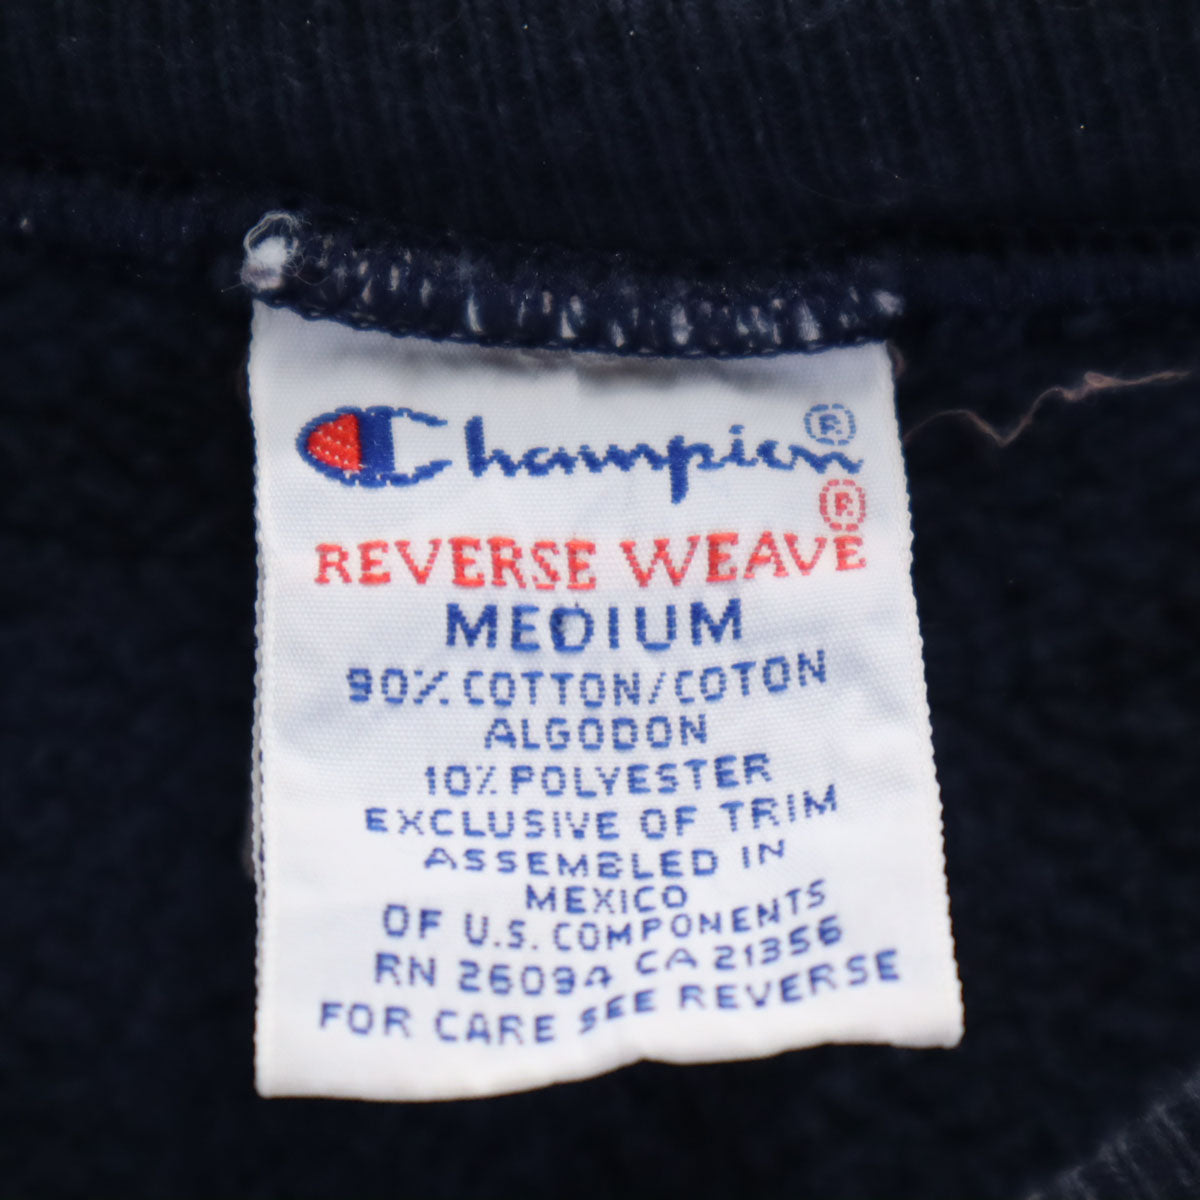 Champion®
REVERSE WEAVE®
MEDIUM
90% COTTON/COTON
ALGODON
10% POLYESTER
EXCLUSIVE OF TRIM
ASSEMBLED IN
MEXICO
OF U.S. COMPONENTS
RN 26094 CA 21356
FOR CARE SEE REVERSE